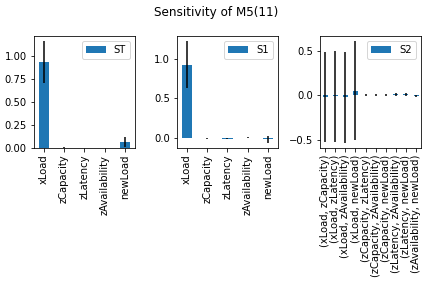 Sensitivity of M5(11)
ST
1.00
0.75
0.50
0.25
0.00
xLoad
zCapacity
zLatency
zAvailability
newLoad
S1
1.0
0.5
0.0
xLoad
zCapacity
zLatency
zAvailability
newLoad
S2
0.5
0.0
−0.5
(xLoad, zCapacity)
(xLoad, zLatency)
(xLoad, zAvailability)
(xLoad, newLoad)
(zCapacity, zLatency)
(zCapacity, zAvailability)
(zCapacity, newLoad)
(zLatency, zAvailability)
(zLatency, newLoad)
(zAvailability, newLoad)